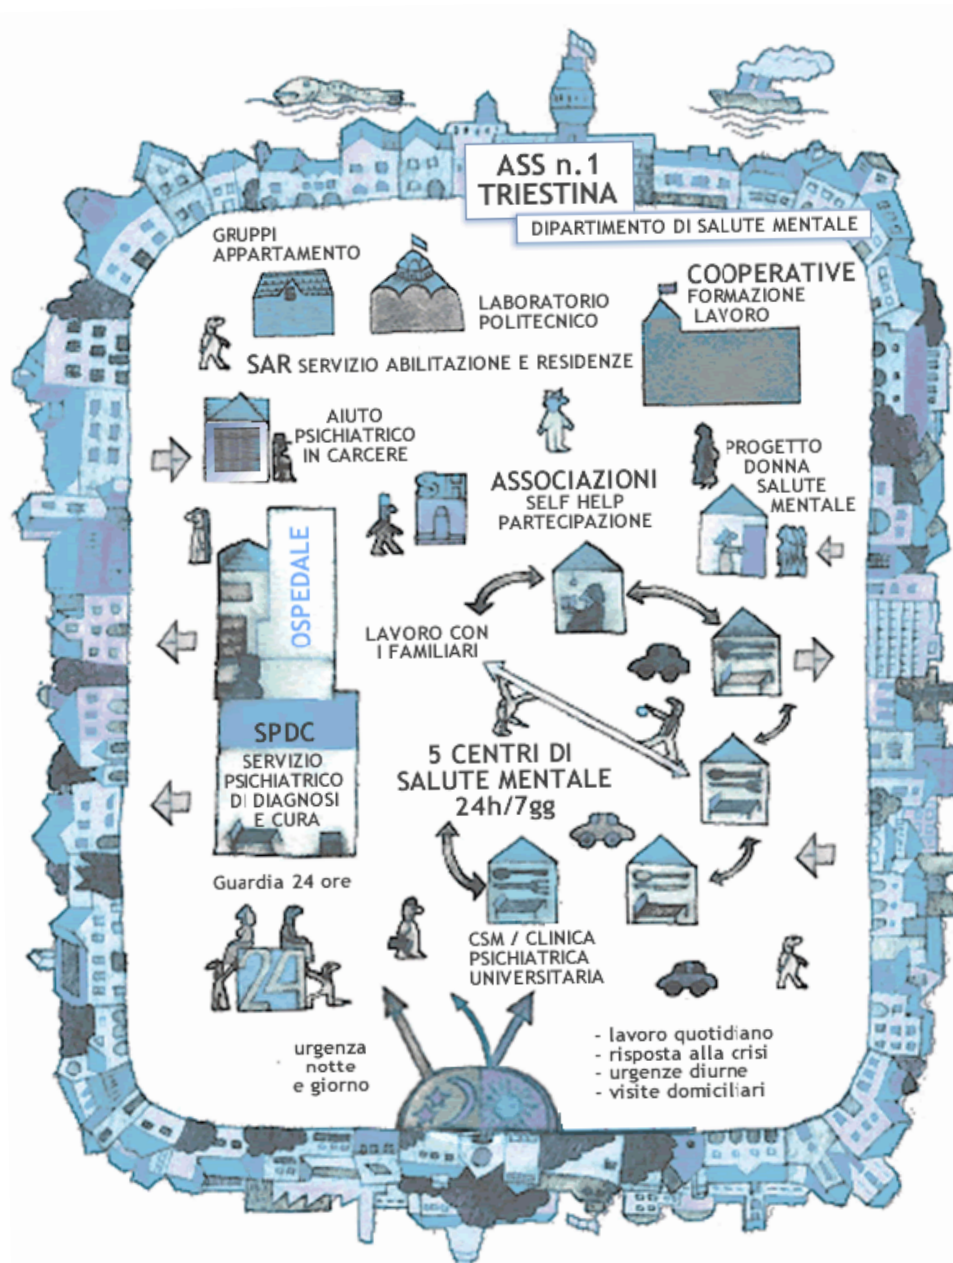 ASS n.1
TRIESTINA
DIPARTIMENTO DI SALUTE MENTALE
GRUPPI
APPARTAMENTO
LABORATORIO
POLITECNICO
COOPERATIVE
FORMAZIONE
LAVORO
SAR SERVIZIO ABILITAZIONE E RESIDENZE
AIUTO
PSICHIATRICO
IN CARCERE
SH
ASSOCIAZIONI
SELF HELP
PARTECIPAZIONE
PROGETTO
DONNA
SALUTE
MENTALE
OSPEDALE
LAVORO CON
I FAMILIARI
SPDC
SERVIZIO
PSICHIATRICO
DI DIAGNOSI
E CURA
5 CENTRI DI
SALUTE MENTALE
24h/7gg
Guardia 24 ore
24
CSM / CLINICA
PSICHIATRICA
UNIVERSITARIA
urgenza
notte
e giorno
- lavoro quotidiano
- risposta alla crisi
- urgenze diurne
- visite domiciliari